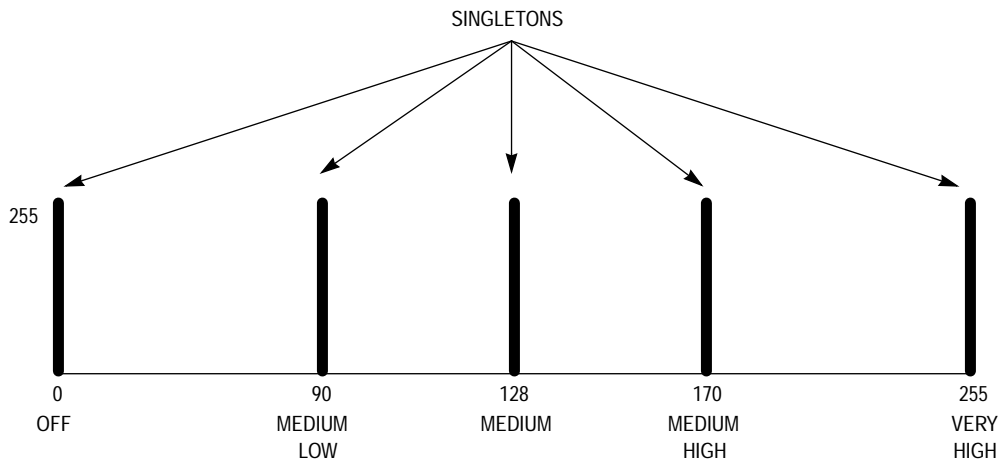 SINGLETONS
255
0 90 128 170 255
OFF MEDIUM MEDIUM MEDIUM VERY
LOW HIGH HIGH